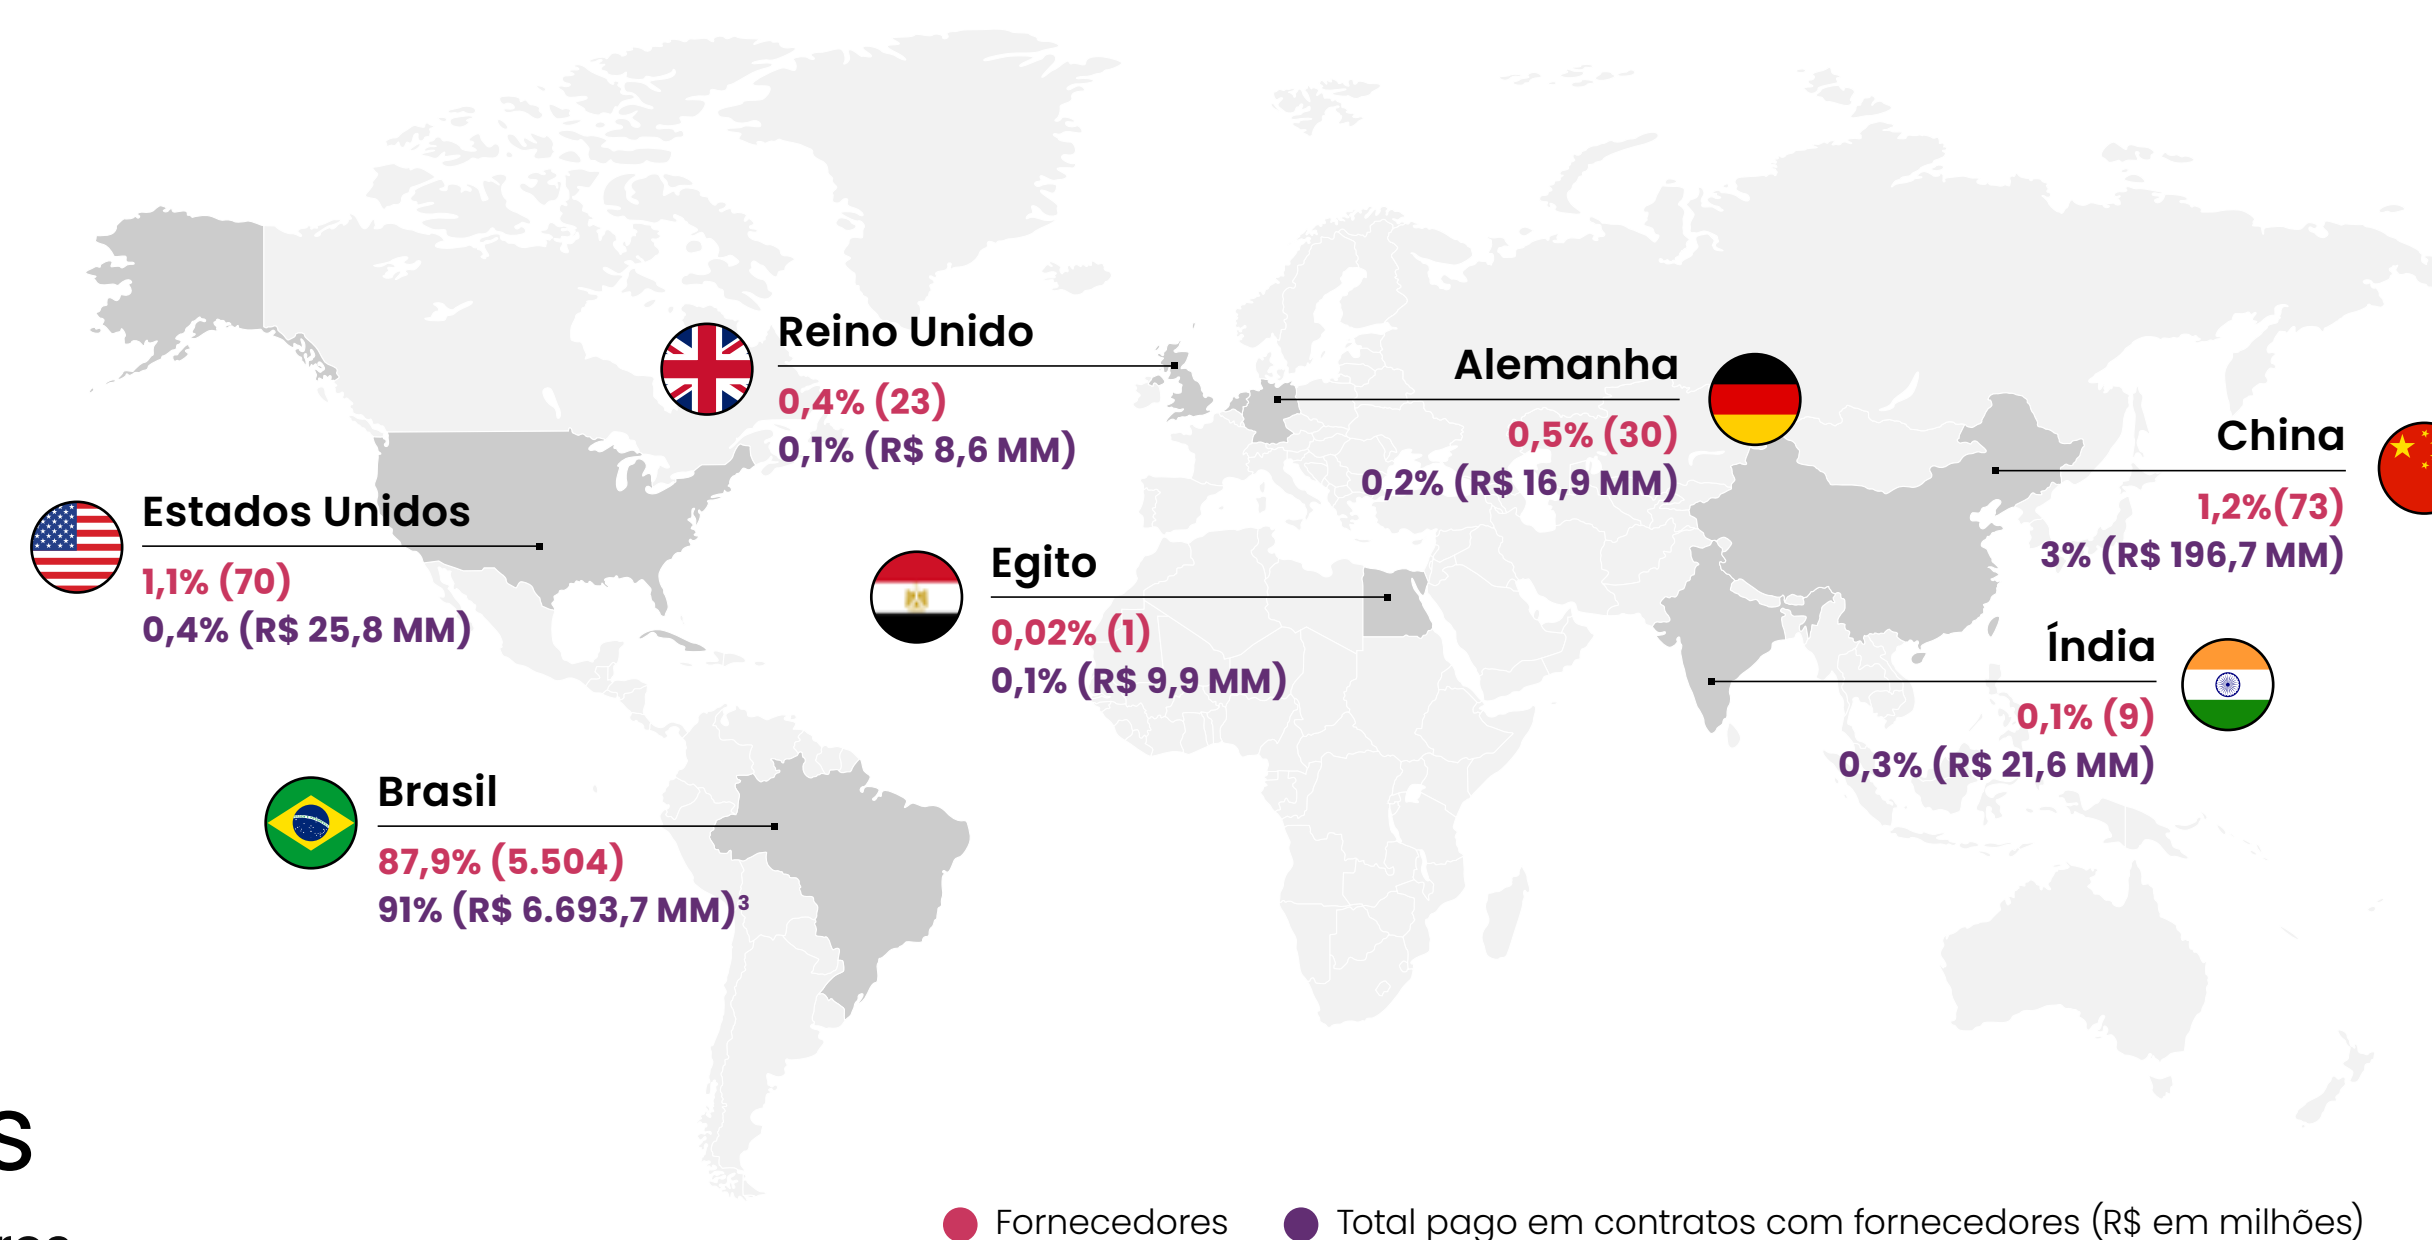 Reino Unido
0,4% (23)
0,1% (R$ 8,6 MM)
Alemanha
0,5% (30)
0,2% (R$ 16,9 MM)
China
1,2%(73)
3% (R$ 196,7 MM)
Estados Unidos
1,1% (70)
0,4% (R$ 25,8 MM)
Egito
0,02% (1)
0,1% (R$ 9,9 MM)
Índia
0,1% (9)
0,3% (R$ 21,6 MM)
Brasil
87,9% (5.504)
91% (R$ 6.693,7 MM)³
s
Fornecedores
Total pago em contratos com fornecedores (R$ em milhões)